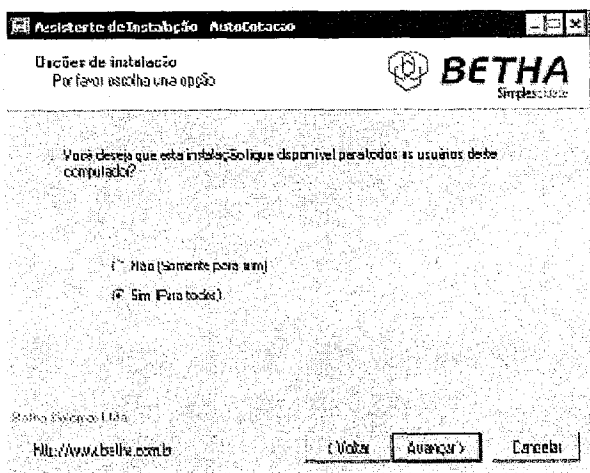 Assistente de Instalação AutoCotacao
Opções de instalação
Por favor escolha uma opção
BETHA
Simplescidade
Você deseja que esta instalação fique disponível para todos os usuários deste
computador?
Não (Somente para mim)
Sim (Para todos)
Betha Sistemas Ltda
http://www.betha.com.br
< Voltar
Avançar >
Cancelar